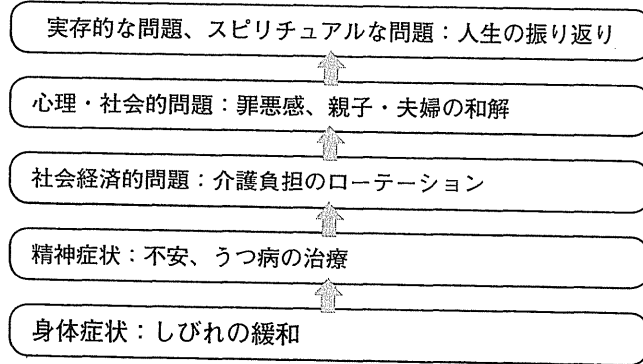 実存的な問題、スピリチュアルな問題：人生の振り返り
心理・社会的問題：罪悪感、親子・夫婦の和解
社会経済的問題：介護負担のローテーション
精神症状：不安、うつ病の治療
身体症状：しびれの緩和